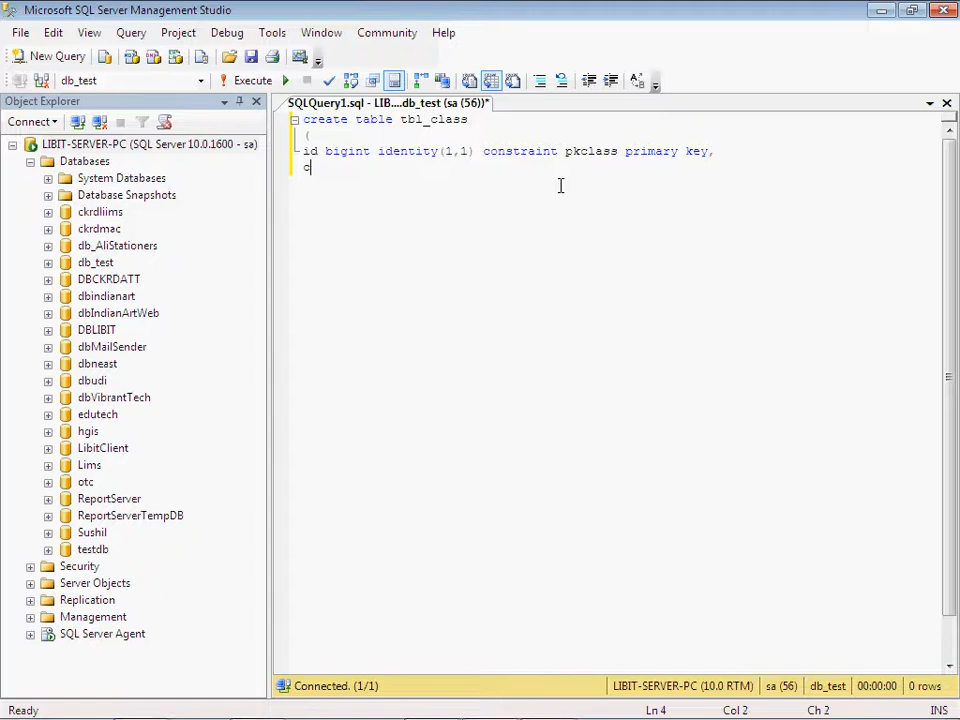 Microsoft SQL Server Management Studio
File Edit View Query Project Debug Tools Window Community Help
New Query
db_test Execute
Object Explorer
SQLQuery1.sql - LIB....db_test (sa (56))*
Connect
create table tbl_class
(
id bigint identity(1,1) constraint pkclass primary key,
c
LIBIT-SERVER-PC (SQL Server 10.0.1600 - sa)
Databases
System Databases
Database Snapshots
ckrdliims
ckrdmac
db_AliStationers
db_test
DBCKRDATT
dbindianart
dbIndianArtWeb
DBLIBIT
dbMailSender
dbneast
dbudi
dbVibrantTech
edutech
hgis
LibitClient
Lims
otc
ReportServer
ReportServerTempDB
Sushil
testdb
Security
Server Objects
Replication
Management
SQL Server Agent
Connected. (1/1) LIBIT-SERVER-PC (10.0 RTM) sa (56) db_test 00:00:00 0 rows
Ready Ln 4 Col 2 Ch 2 INS